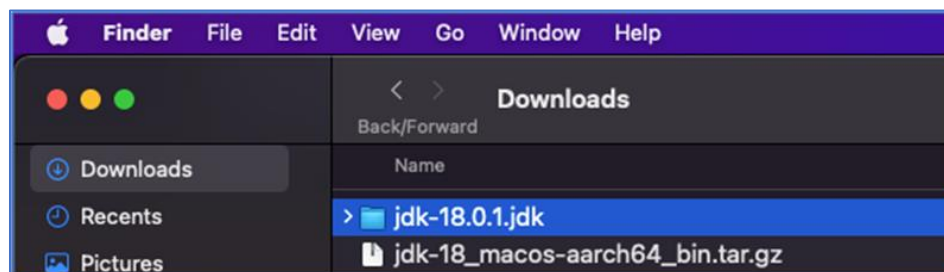 Finder File Edit View Go Window Help
Back/Forward
Downloads
Downloads
Recents
Pictures
Name
jdk-18.0.1.jdk
jdk-18_macos-aarch64_bin.tar.gz